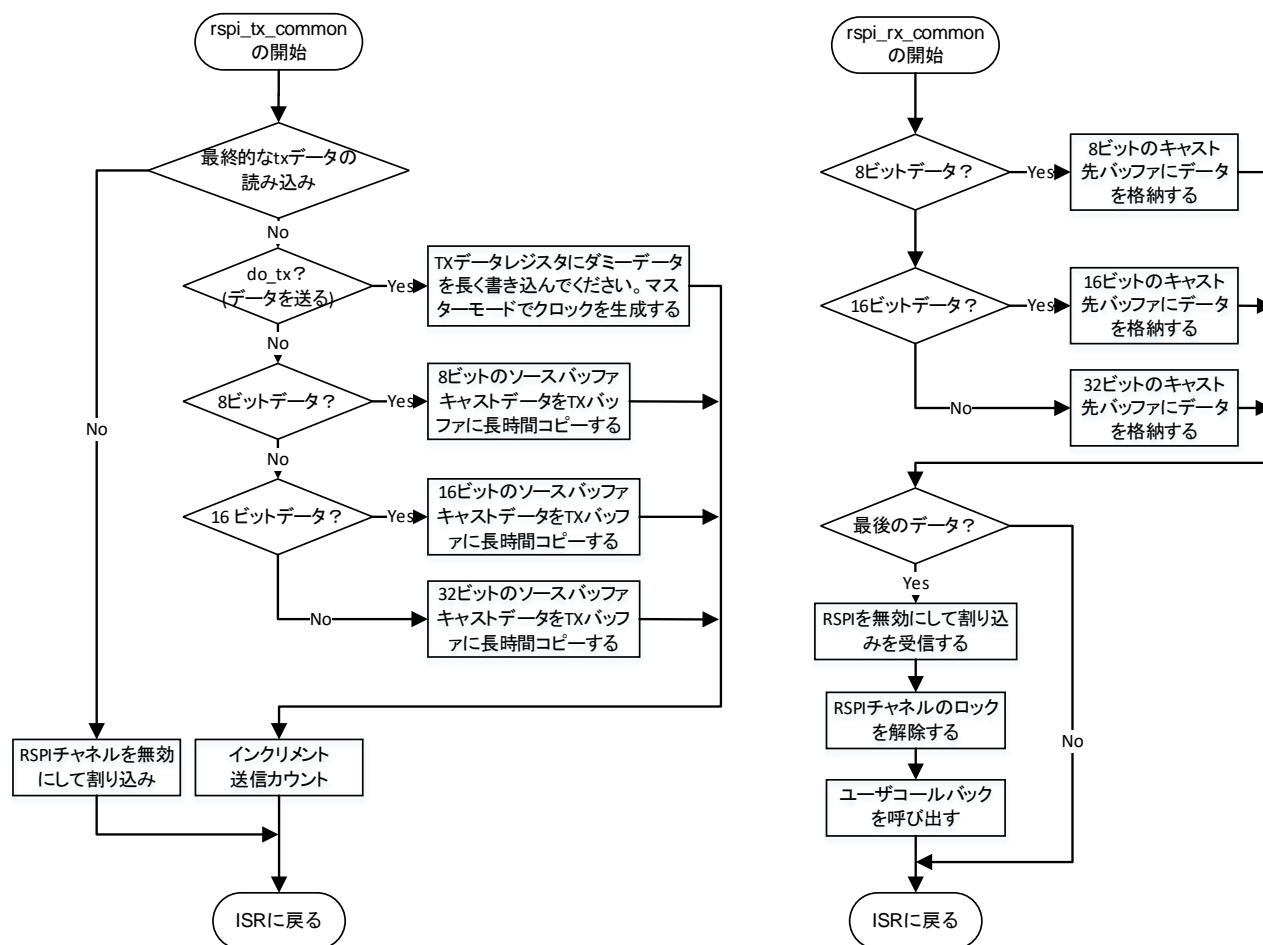 rspi_tx_common
の開始
最終的なtxデータの
読み込み
No
do_tx?
(データを送る)
Yes
TXデータレジスタにダミーデータ
を長く書き込んでください。マス
ターモードでクロックを生成する
No
8ビットデータ?
Yes
8ビットのソースバッファ
キャストデータをTXバッ
ファに長時間コピーする
No
No
16 ビットデータ?
Yes
16ビットのソースバッファ
キャストデータをTXバッフ
ァに長時間コピーする
No
32ビットのソースバッファ
キャストデータをTXバッフ
ァに長時間コピーする
RSPIチャネルを無効
にして割り込み
インクリメント
送信カウント
ISRに戻る
rspi_rx_common
の開始
8ビットデータ?
Yes
8ビットのキャスト
先バッファにデータ
を格納する
16ビットデータ?
Yes
16ビットのキャスト
先バッファにデータ
を格納する
No
32ビットのキャスト
先バッファにデータ
を格納する
最後のデータ?
Yes
RSPIを無効にして割り込
みを受信する
RSPIチャネルのロック
を解除する
No
ユーザコールバック
を呼び出す
ISRに戻る